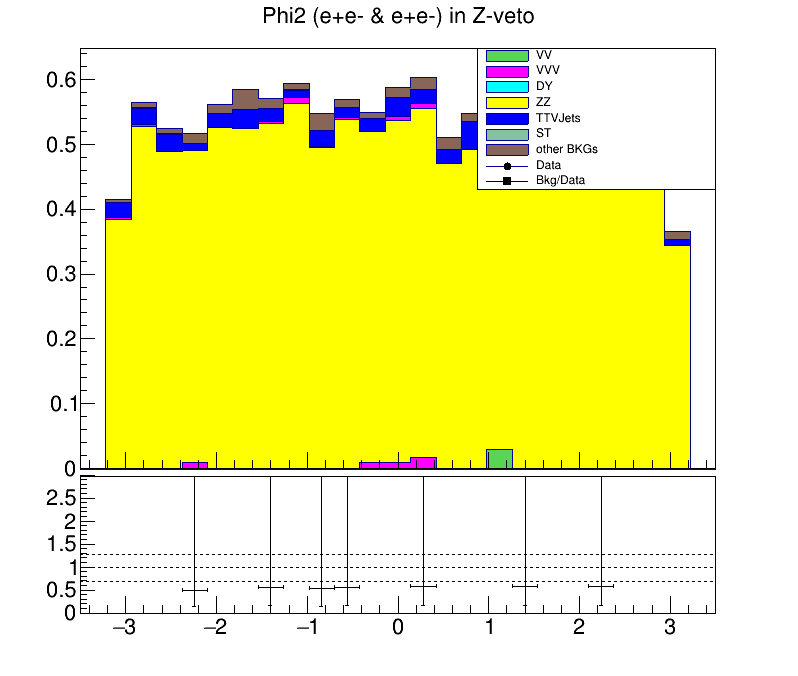 Phi2 (e+e- & e+e-) in Z-veto
0.6
0.5
0.4
0.3
0.2
0.1
0
VV
VVV
DY
ZZ
TTVJets
ST
other BKGs
Data
Bkg/Data
2.5
2
1.5
1
0.5
0
−3 −2 −1 0 1 2 3